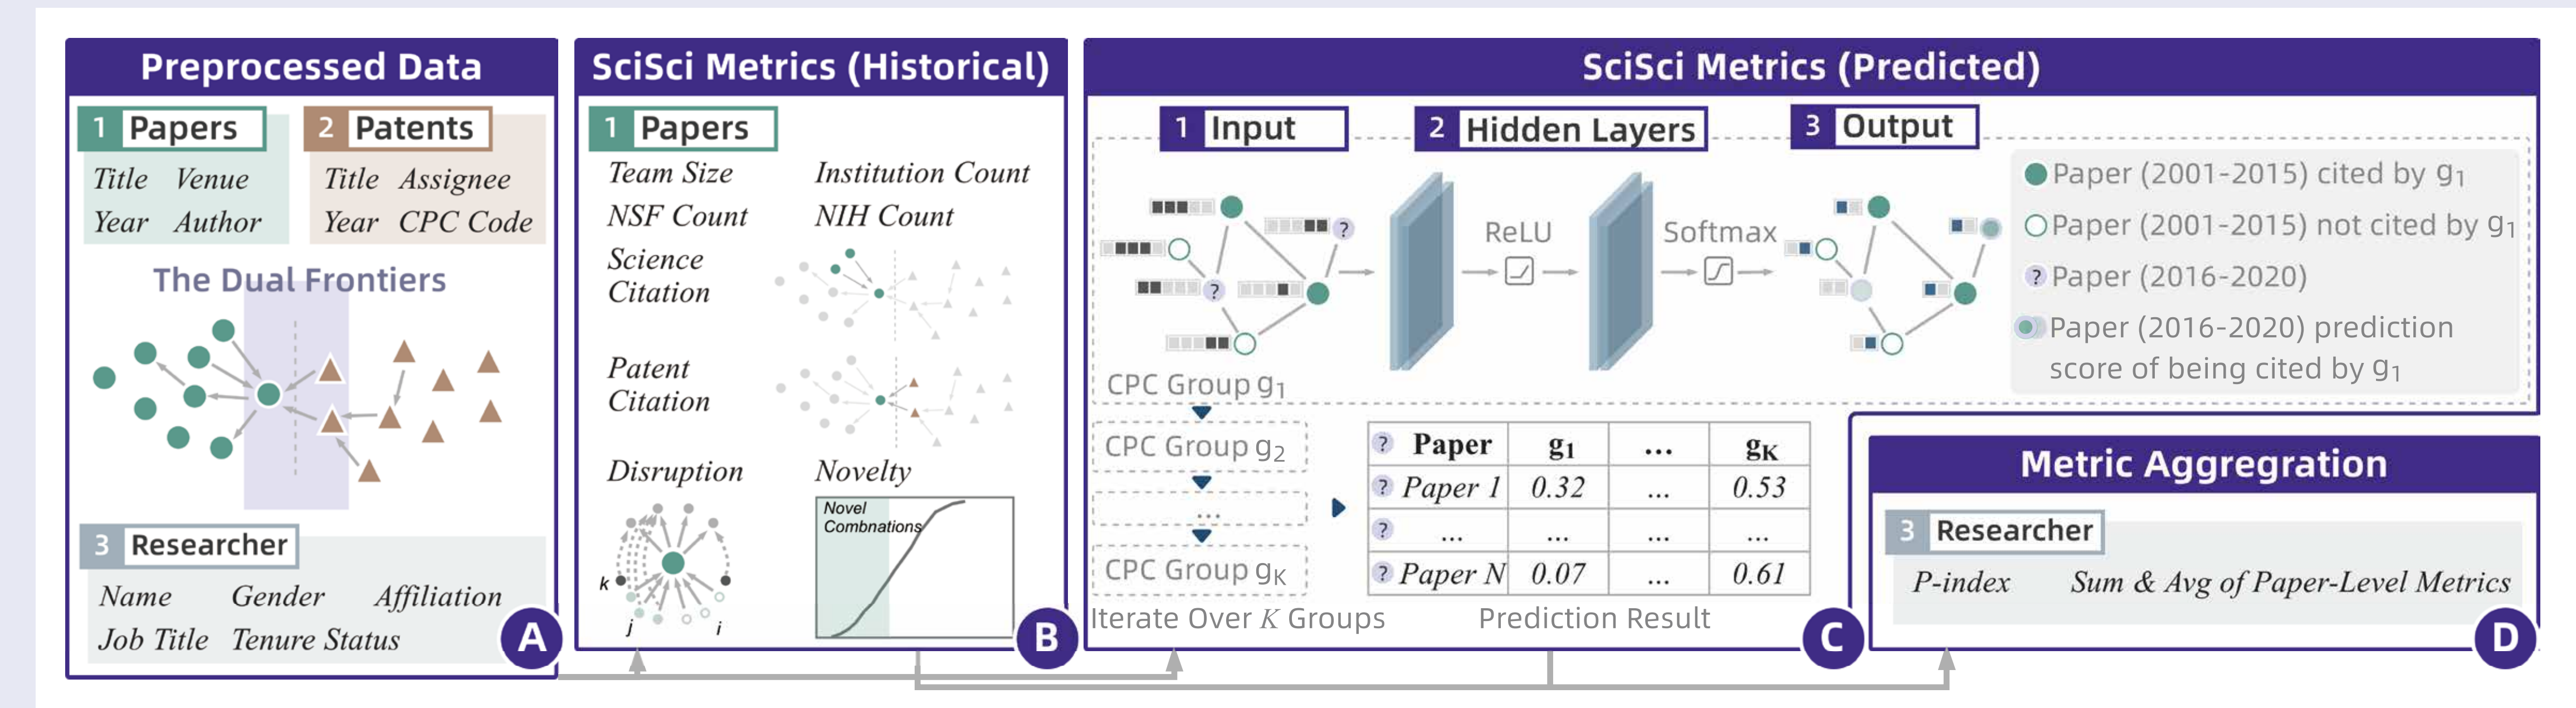 Preprocessed Data
1 Papers
Title Venue
Year Author
2 Patents
Title Assignee
Year CPC Code
The Dual Frontiers
3 Researcher
Name Gender Affiliation
Job Title Tenure Status
A
SciSci Metrics (Historical)
1 Papers
Team Size Institution Count
NSF Count NIH Count
Science
Citation
Patent
Citation
Disruption Novelty
k
j
i
Novel
Combnations
B
SciSci Metrics (Predicted)
1 Input
2 Hidden Layers
3 Output
?
?
ReLU
Softmax
Paper (2001-2015) cited by g1
Paper (2001-2015) not cited by g1
? Paper (2016-2020)
Paper (2016-2020) prediction
score of being cited by g1
CPC Group g1
CPC Group g2
...
CPC Group gK
Iterate Over K Groups
? Paper g1 ... gK
? Paper 1 0.32 ... 0.53
? ... ... ... ...
? Paper N 0.07 ... 0.61
Prediction Result
C
Metric Aggregration
3 Researcher
P-index Sum & Avg of Paper-Level Metrics
D